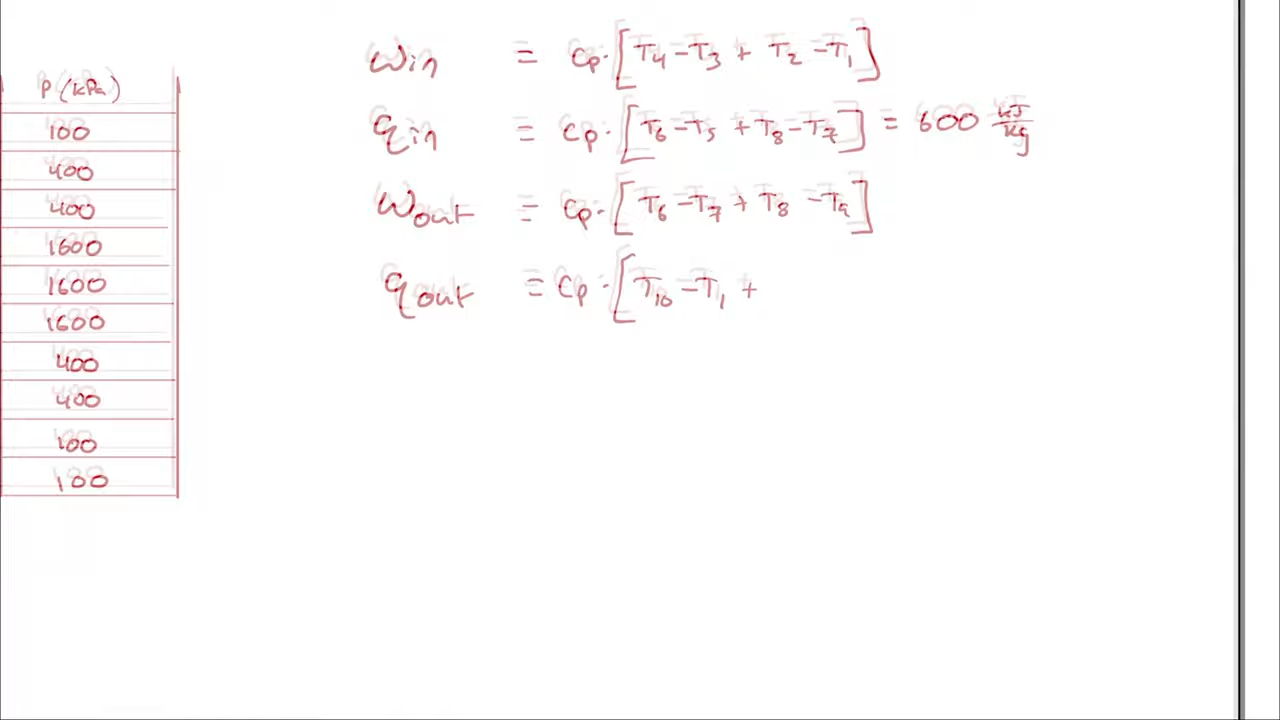 P (kPa)
100
400
400
1600
1600
1600
400
400
100
100
win = cp·[T4 - T3 + T2 - T1]
qin = cp·[T6 - T5 + T8 - T7] = 600 kJ/kg
wout = cp·[T6 - T7 + T8 - T9]
qout = cp·[T10 - T1 +